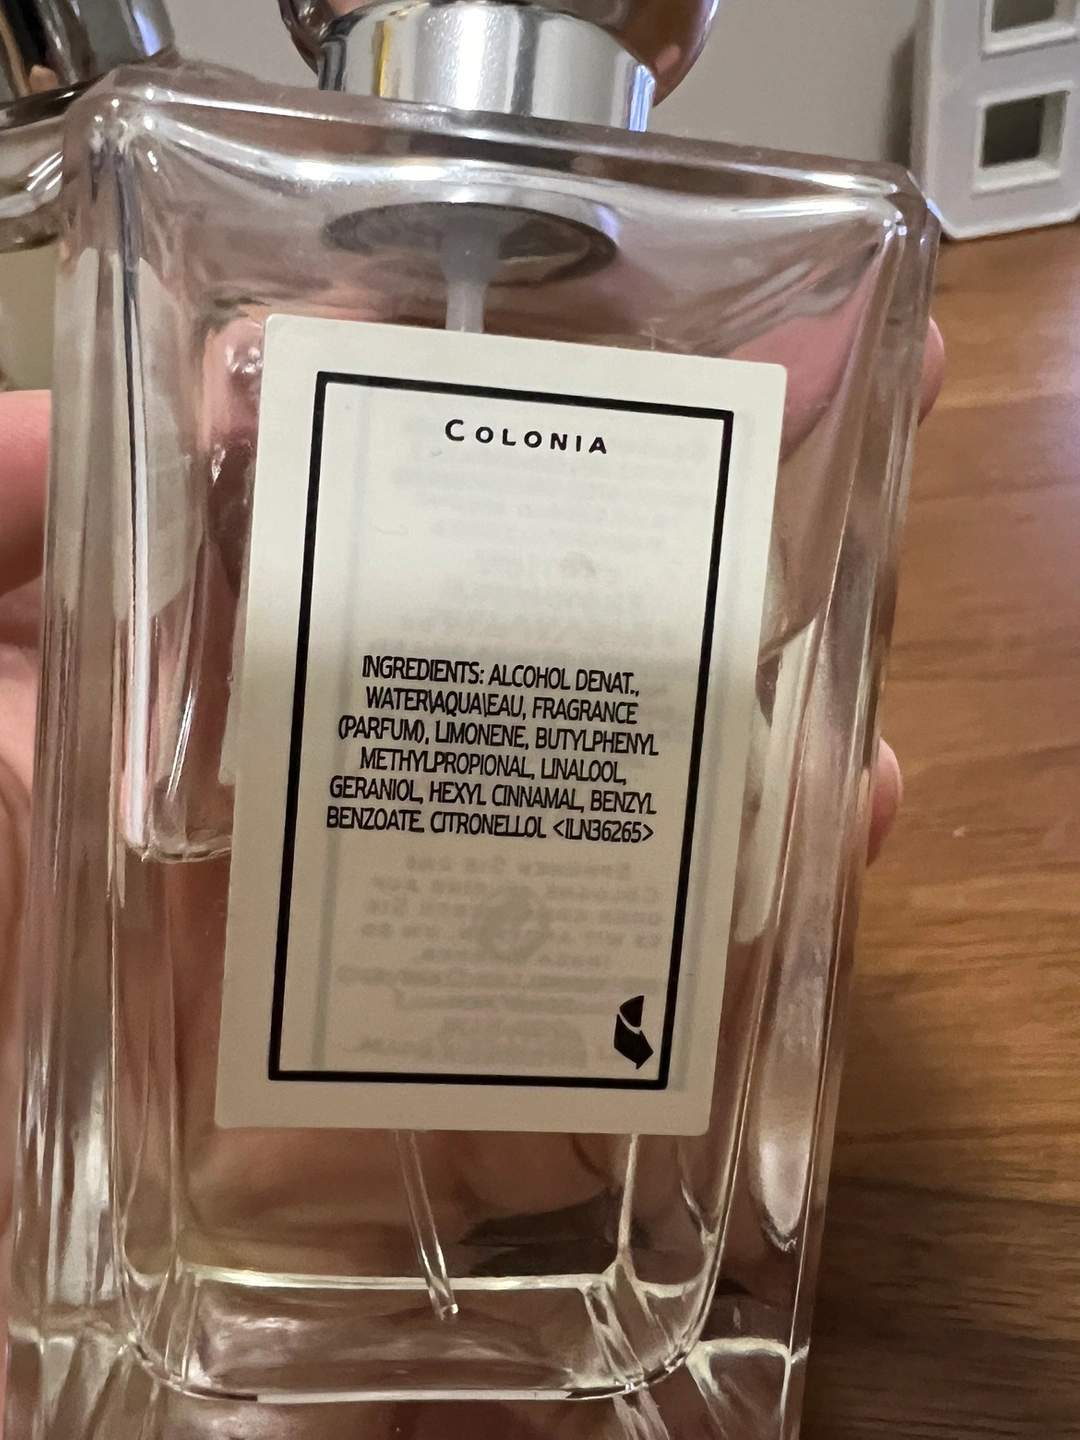 COLONIA
INGREDIENTS: ALCOHOL DENAT.,
WATER\AQUA\EAU, FRAGRANCE
(PARFUM), LIMONENE, BUTYLPHENYL
METHYLPROPIONAL, LINALOOL,
GERANIOL, HEXYL CINNAMAL, BENZYL
BENZOATE, CITRONELLOL <ILN36265>